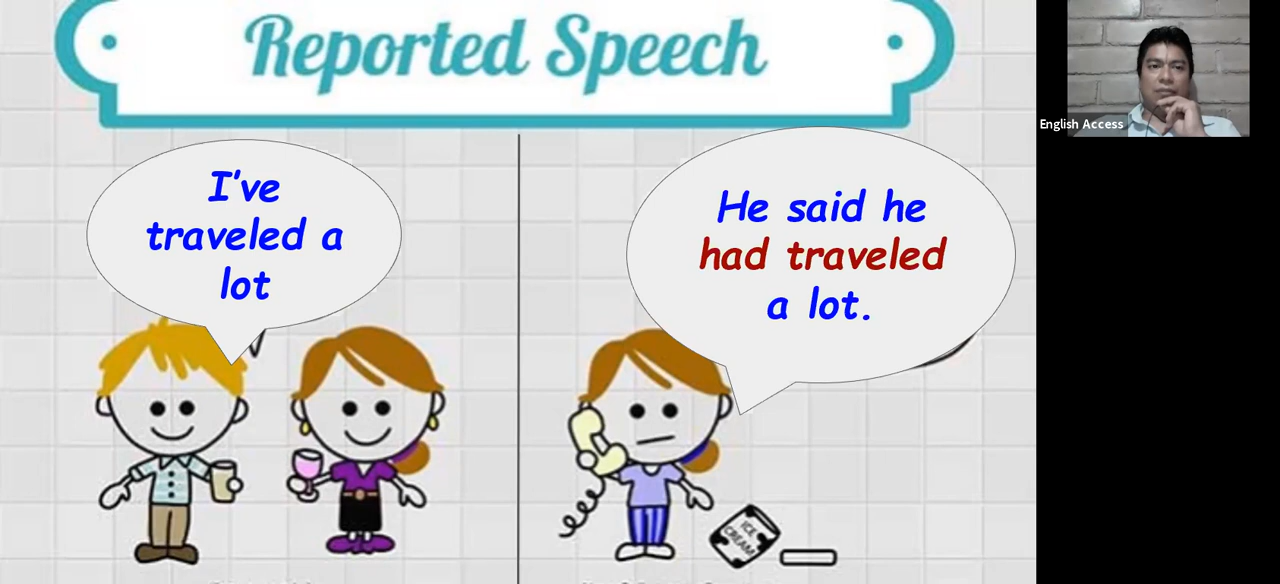 Reported Speech
I've
traveled a
lot
He said he
had traveled
a lot.
ICE
CREAM
English Access